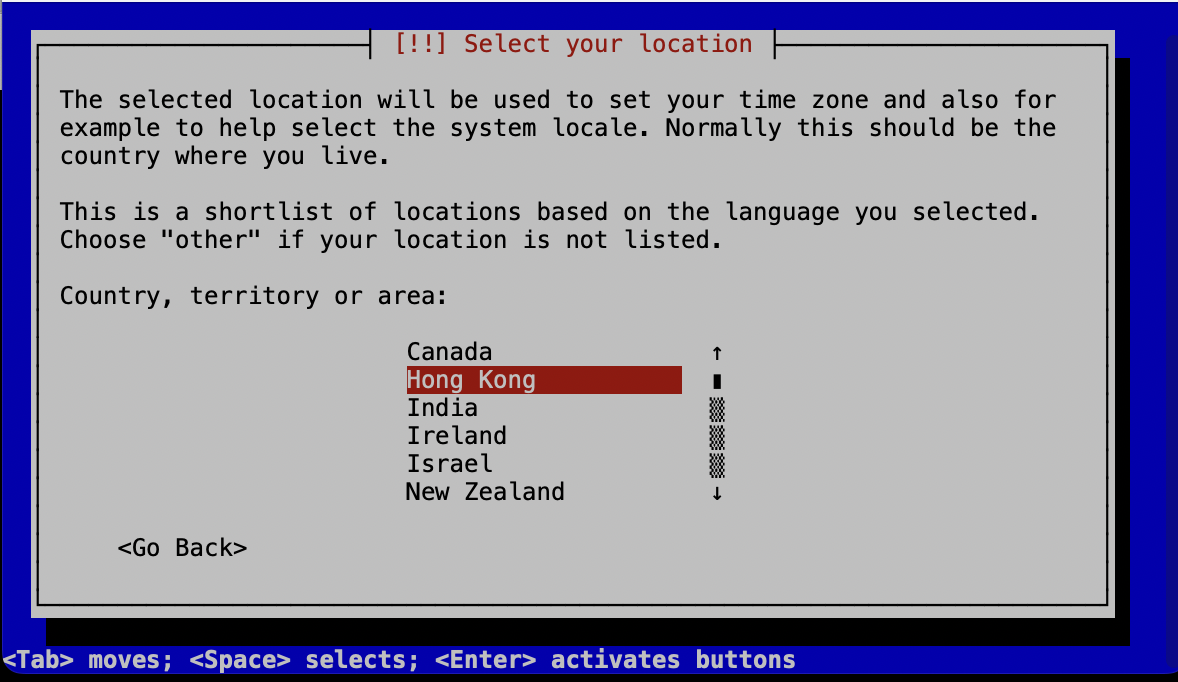 [!!] Select your location
The selected location will be used to set your time zone and also for
example to help select the system locale. Normally this should be the
country where you live.
This is a shortlist of locations based on the language you selected.
Choose "other" if your location is not listed.
Country, territory or area:
Canada ↑
Hong Kong
India
Ireland
Israel
New Zealand ↓
<Go Back>
<Tab> moves; <Space> selects; <Enter> activates buttons